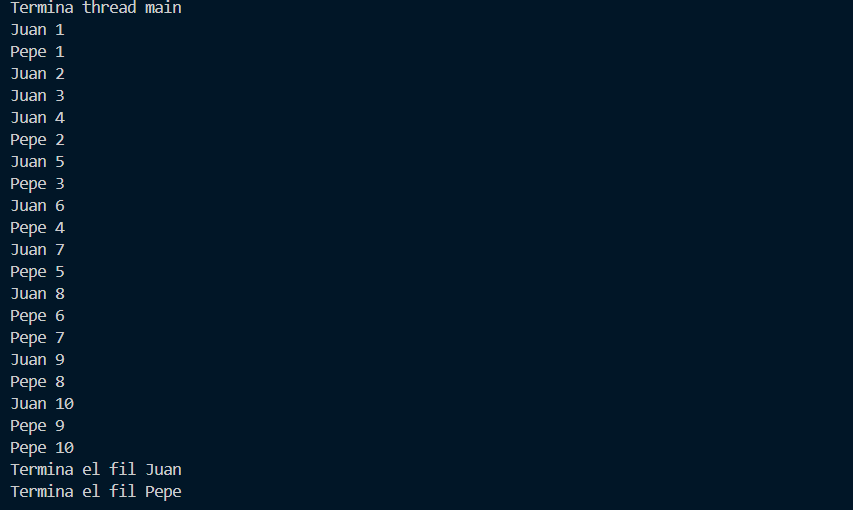 Termina thread main
Juan 1
Pepe 1
Juan 2
Juan 3
Juan 4
Pepe 2
Juan 5
Pepe 3
Juan 6
Pepe 4
Juan 7
Pepe 5
Juan 8
Pepe 6
Pepe 7
Juan 9
Pepe 8
Juan 10
Pepe 9
Pepe 10
Termina el fil Juan
Termina el fil Pepe